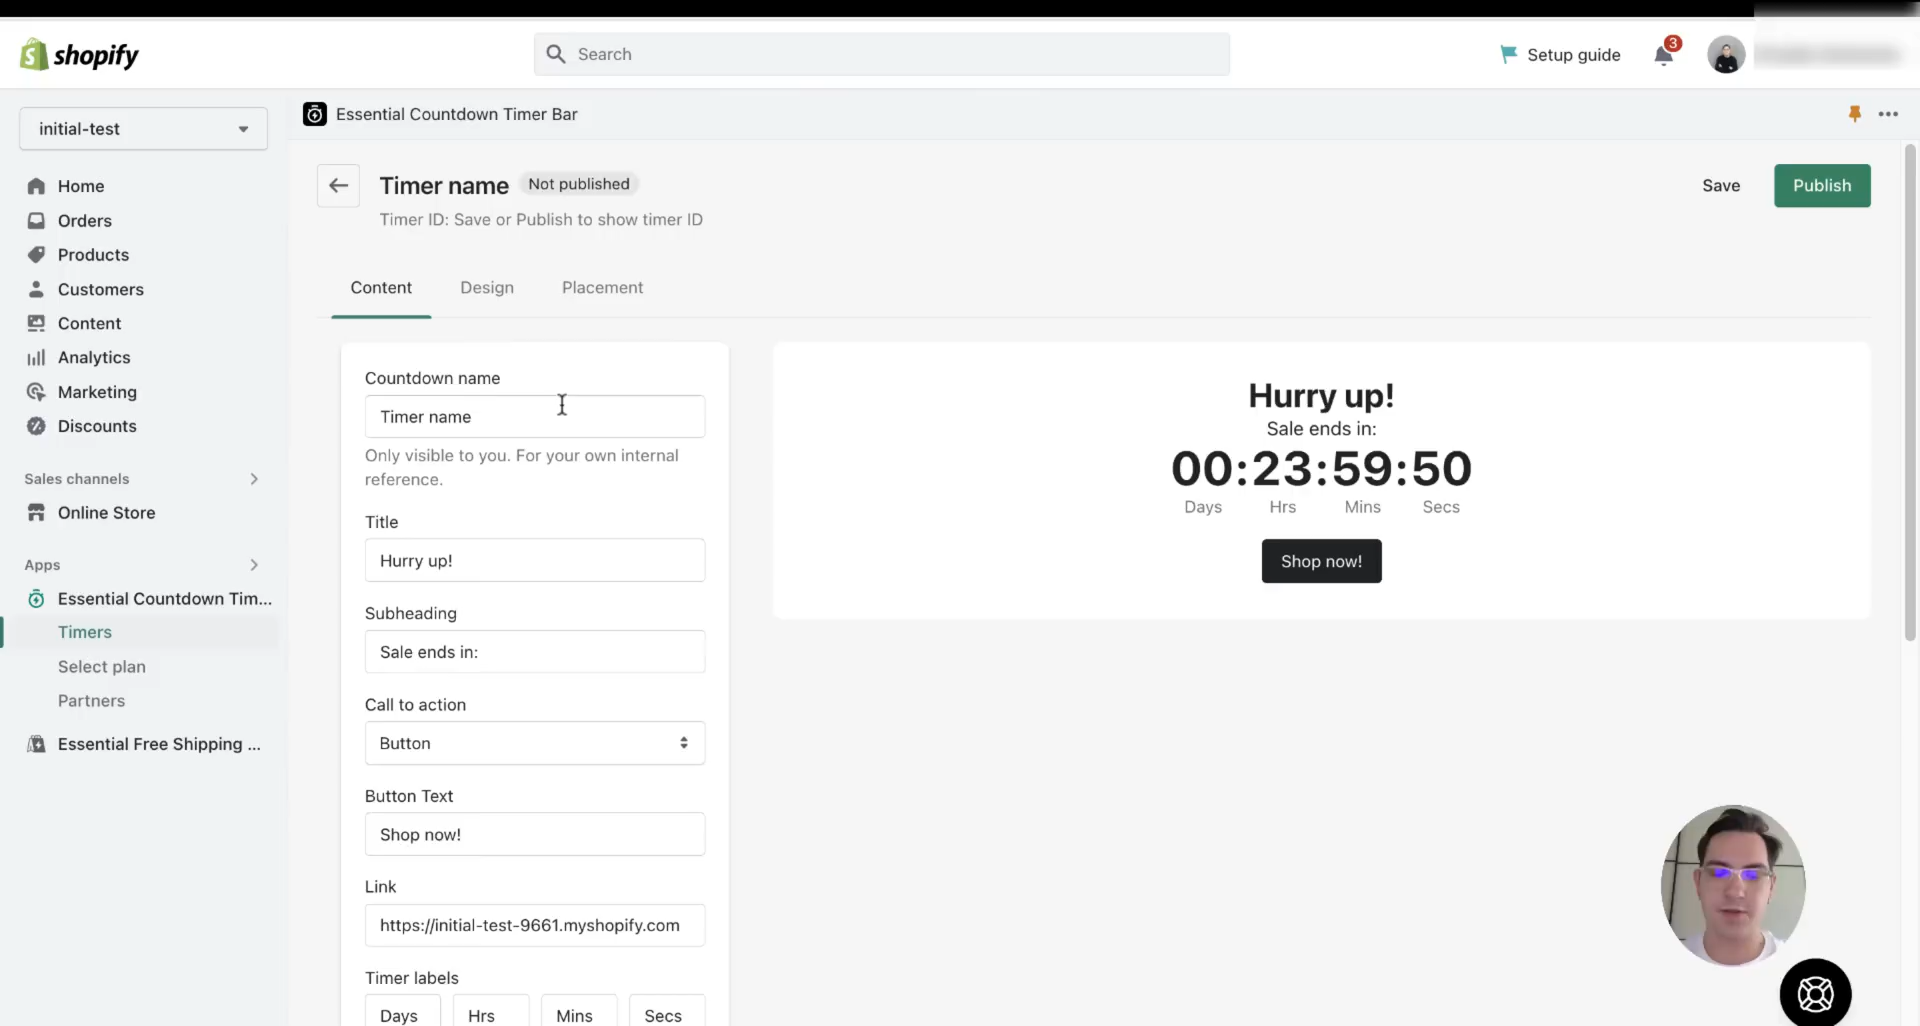 shopify
Search
Setup guide
3
initial-test
Essential Countdown Timer Bar
Home
Orders
Products
Customers
Content
Analytics
Marketing
Discounts
Sales channels
Online Store
Apps
Essential Countdown Tim...
Timers
Select plan
Partners
Essential Free Shipping ...
Timer name
Not published
Timer ID: Save or Publish to show timer ID
Save
Publish
Content
Design
Placement
Countdown name
Timer name
Only visible to you. For your own internal
reference.
Title
Hurry up!
Subheading
Sale ends in:
Call to action
Button
Button Text
Shop now!
Link
https://initial-test-9661.myshopify.com
Timer labels
Days
Hrs
Mins
Secs
Hurry up!
Sale ends in:
00:23:59:50
Days Hrs Mins Secs
Shop now!